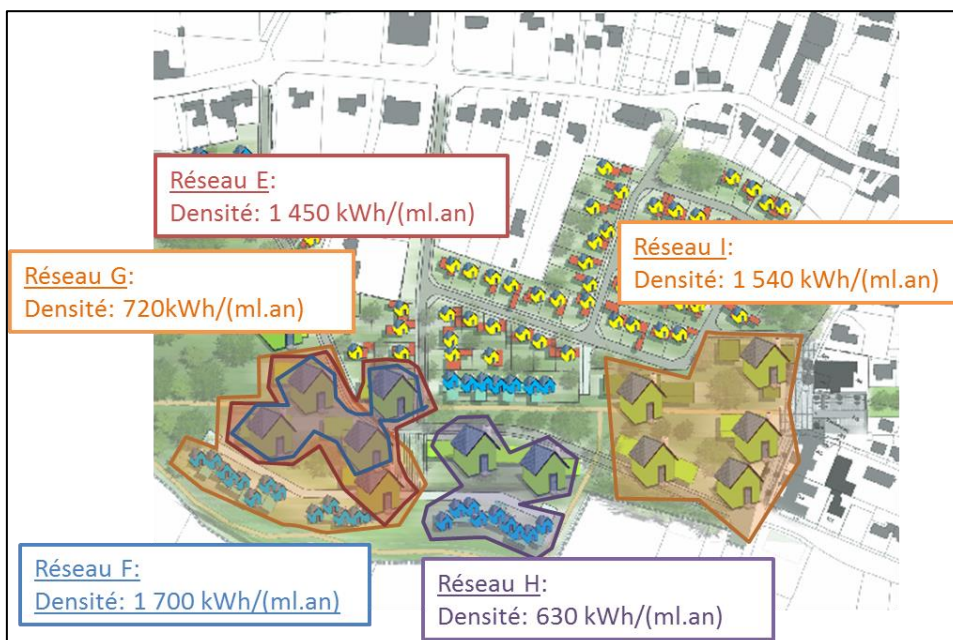 Réseau E:
Densité: 1 450 kWh/(ml.an)
Réseau I:
Densité: 1 540 kWh/(ml.an)
Réseau G:
Densité: 720kWh/(ml.an)
Réseau F:
Densité: 1 700 kWh/(ml.an)
Réseau H:
Densité: 630 kWh/(ml.an)